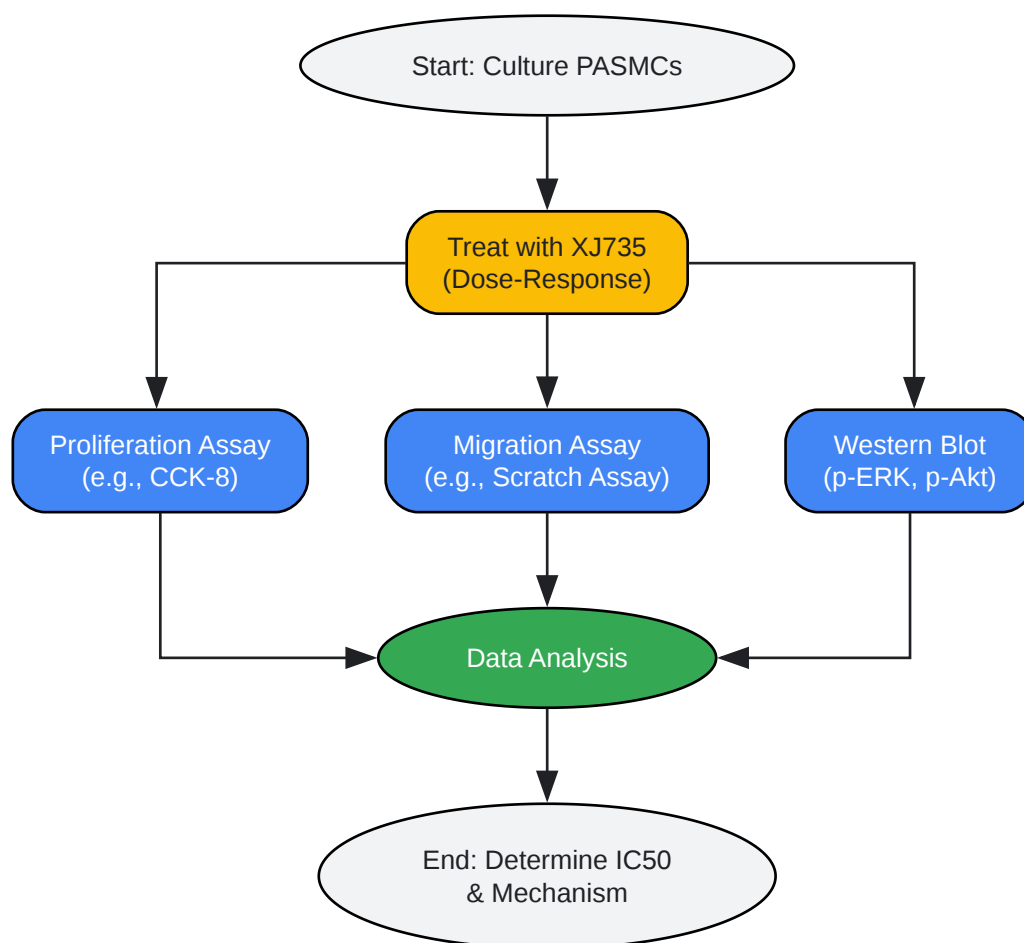 Start: Culture PASMCs
Treat with XJ735
(Dose-Response)
Proliferation Assay
(e.g., CCK-8)
Migration Assay
(e.g., Scratch Assay)
Western Blot
(p-ERK, p-Akt)
Data Analysis
End: Determine IC50
& Mechanism